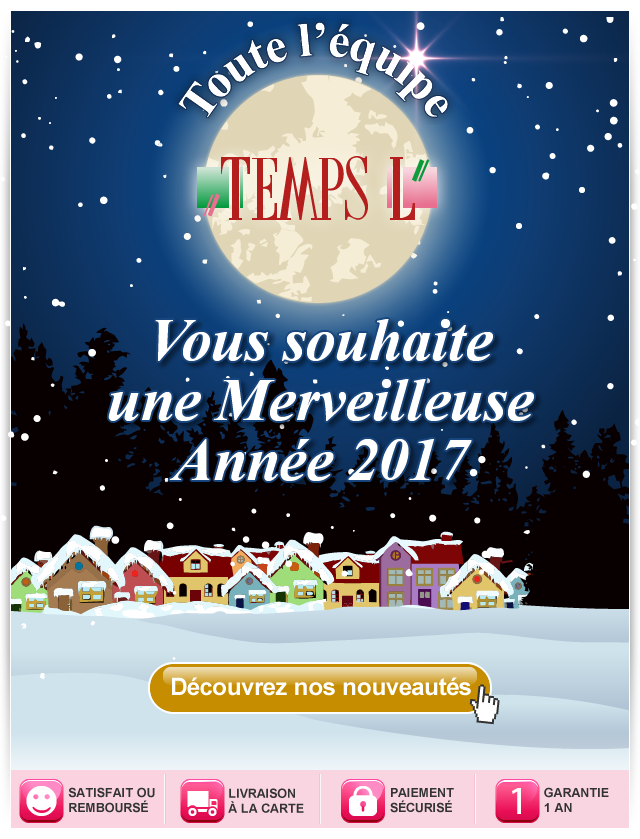 Toute l'équipe
TEMPS L
Vous souhaite
une Merveilleuse
Année 2017
Découvrez nos nouveautés
SATISFAIT OU
REMBOURSÉ
LIVRAISON
À LA CARTE
PAIEMENT
SÉCURISÉ
1
GARANTIE
1 AN